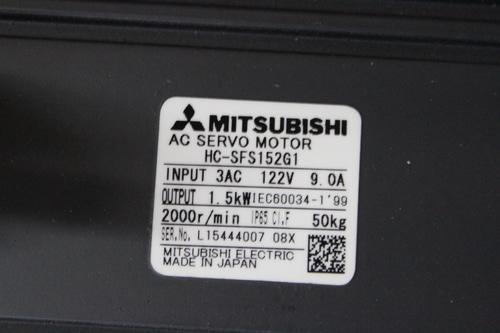 MITSUBISHI
AC SERVO MOTOR
HC-SFS152G1
INPUT 3AC 122V 9.0A
OUTPUT 1.5kW IEC60034-1'99
2000r/min IP65 Cl.F 50kg
SER.No. L15444007 08X
MITSUBISHI ELECTRIC
MADE IN JAPAN